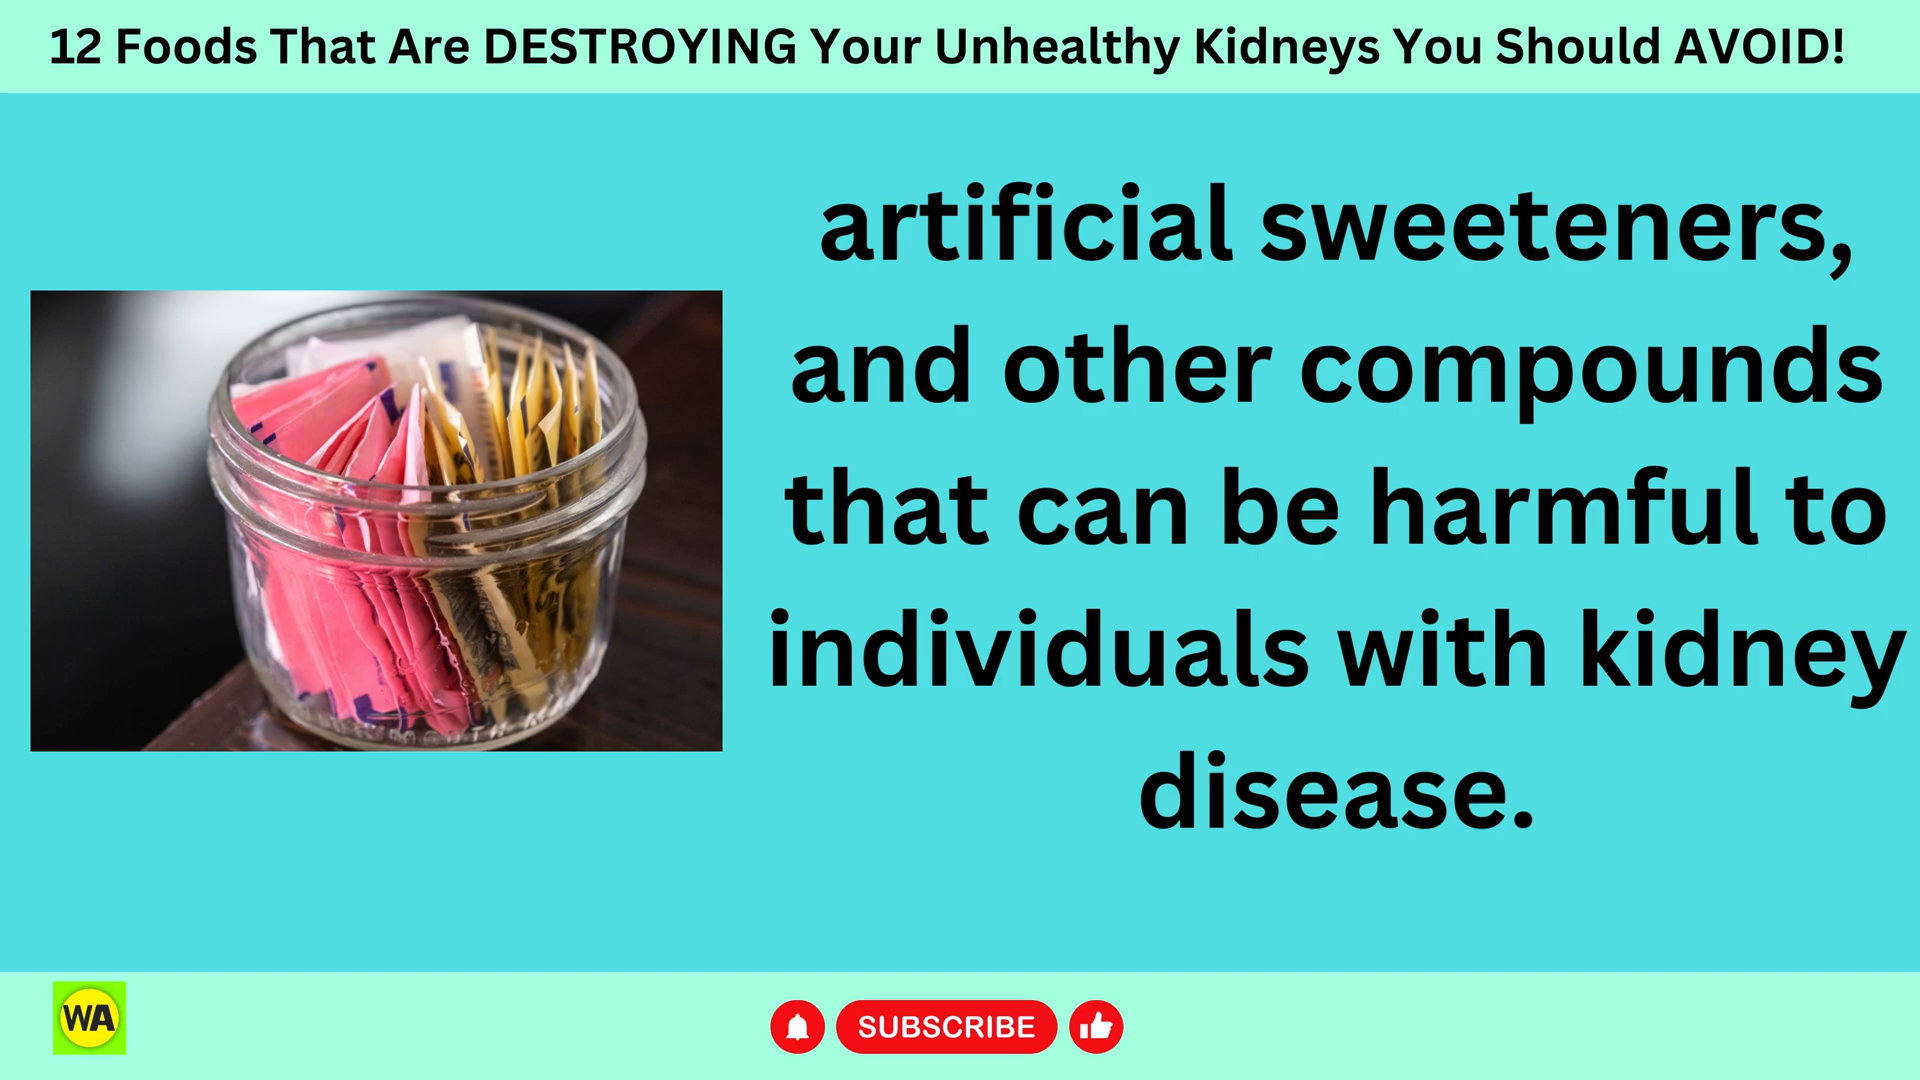 12 Foods That Are DESTROYING Your Unhealthy Kidneys You Should AVOID!
artificial sweeteners,
and other compounds
that can be harmful to
individuals with kidney
disease.
WA
SUBSCRIBE